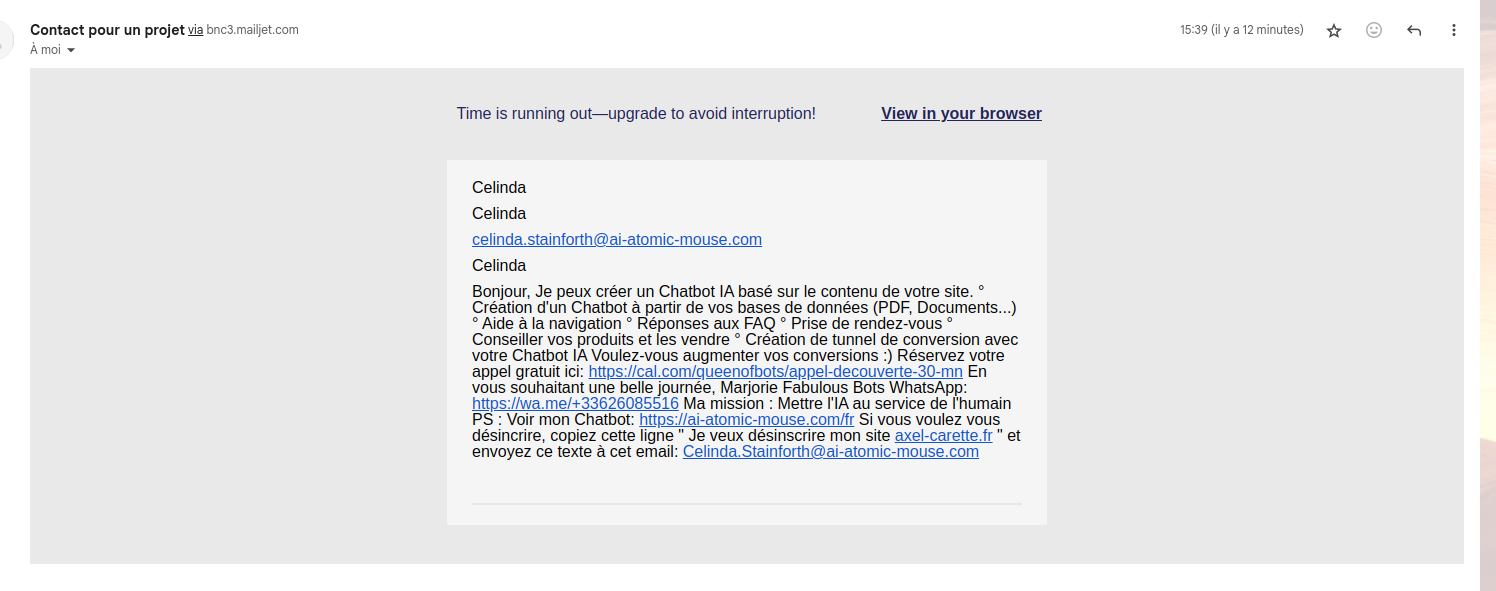 Contact pour un projet via bnc3.mailjet.com
15:39 (il y a 12 minutes)
À moi
Time is running out—upgrade to avoid interruption!
View in your browser
Celinda
Celinda
celinda.stainforth@ai-atomic-mouse.com
Celinda
Bonjour, Je peux créer un Chatbot IA basé sur le contenu de votre site. °
Création d'un Chatbot à partir de vos bases de données (PDF, Documents...)
° Aide à la navigation ° Réponses aux FAQ ° Prise de rendez-vous °
Conseiller vos produits et les vendre ° Création de tunnel de conversion avec
votre Chatbot IA Voulez-vous augmenter vos conversions :) Réservez votre
appel gratuit ici: https://cal.com/queenofbots/appel-decouverte-30-mn En
vous souhaitant une belle journée, Marjorie Fabulous Bots WhatsApp:
https://wa.me/+33626085516 Ma mission : Mettre l'IA au service de l'humain
PS : Voir mon Chatbot: https://ai-atomic-mouse.com/fr Si vous voulez vous
désincrire, copiez cette ligne " Je veux désinscrire mon site axel-carette.fr " et
envoyez ce texte à cet email: Celinda.Stainforth@ai-atomic-mouse.com